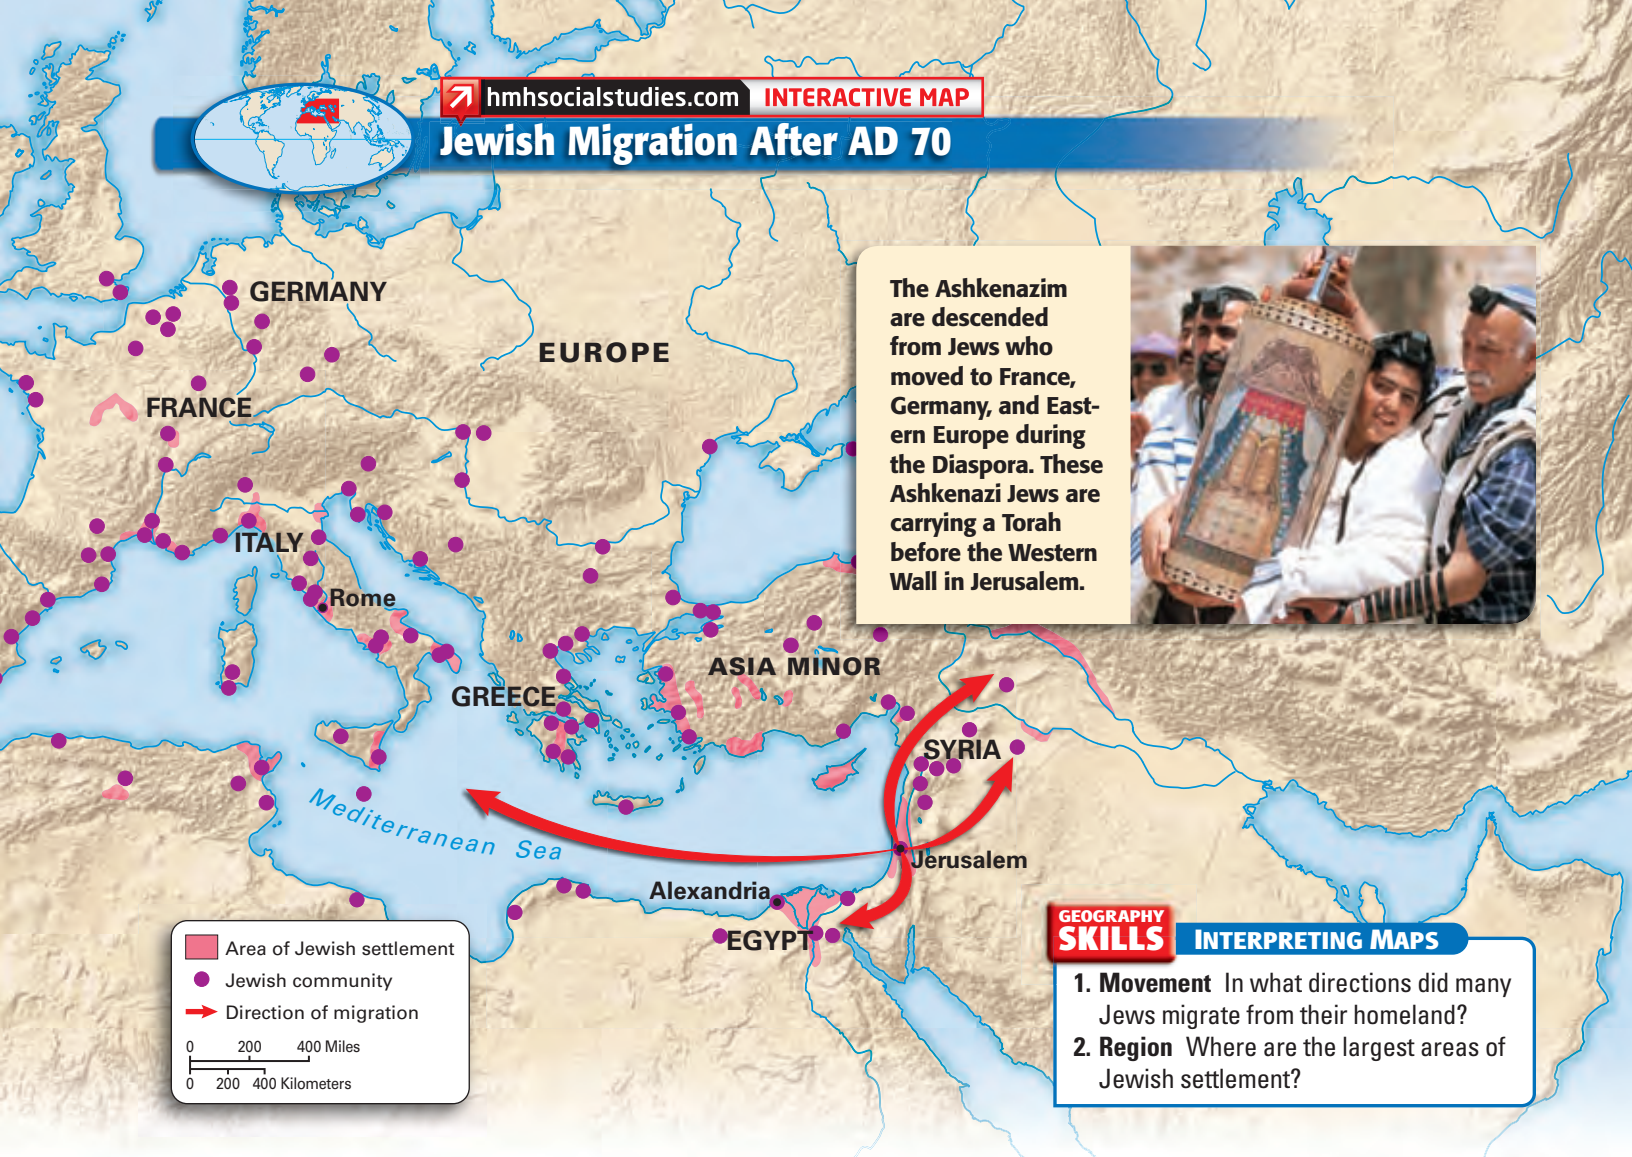 hmhsocialstudies.com INTERACTIVE MAP
Jewish Migration After AD 70
GERMANY
EUROPE
FRANCE
ITALY
Rome
GREECE
ASIA MINOR
SYRIA
Mediterranean Sea
Jerusalem
Alexandria
EGYPT
The Ashkenazim
are descended
from Jews who
moved to France,
Germany, and East-
ern Europe during
the Diaspora. These
Ashkenazi Jews are
carrying a Torah
before the Western
Wall in Jerusalem.
Area of Jewish settlement
Jewish community
Direction of migration
0 200 400 Miles
0 200 400 Kilometers
GEOGRAPHY
SKILLS
INTERPRETING MAPS
1. Movement In what directions did many
Jews migrate from their homeland?
2. Region Where are the largest areas of
Jewish settlement?